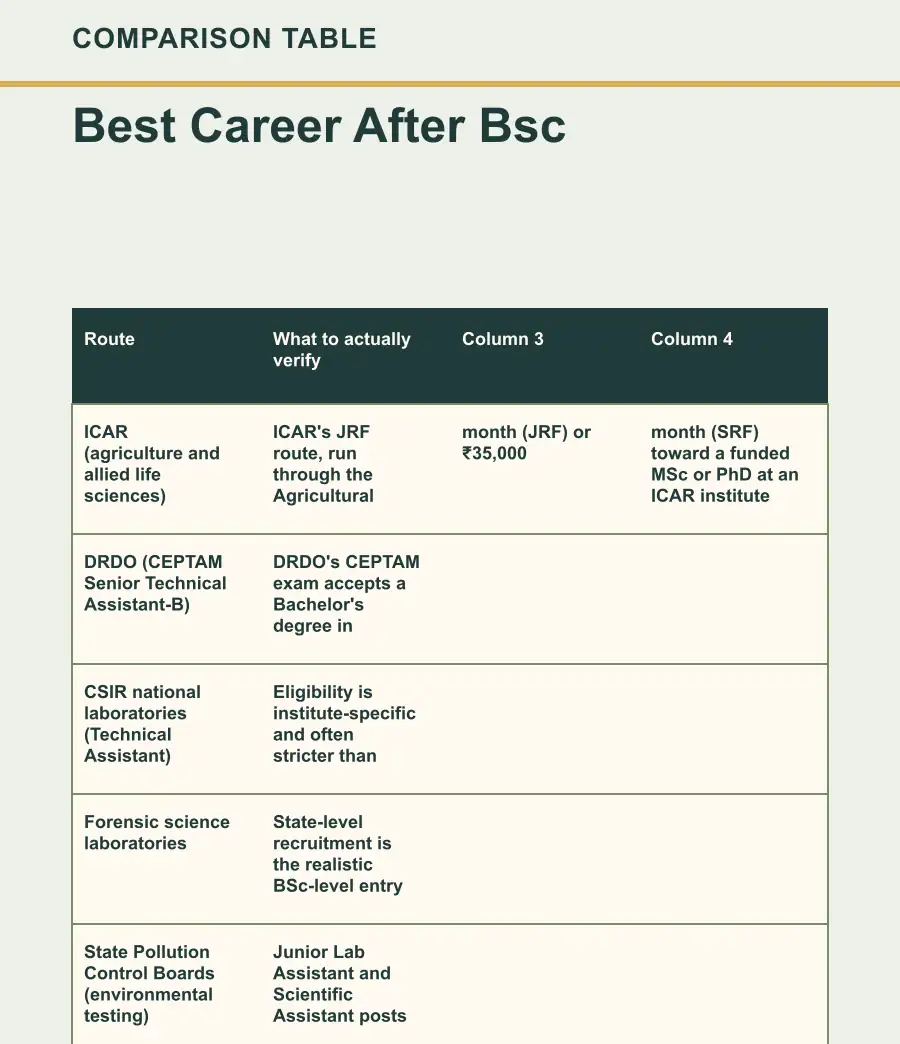 COMPARISON TABLE
Best Career After Bsc
Route
What to actually
verify
Column 3
Column 4
ICAR
(agriculture and
allied life
sciences)
ICAR's JRF
route, run
through the
Agricultural
month (JRF) or
₹35,000
month (SRF)
toward a funded
MSc or PhD at an
ICAR institute
DRDO (CEPTAM
Senior Technical
Assistant-B)
DRDO's CEPTAM
exam accepts a
Bachelor's
degree in
CSIR national
laboratories
(Technical
Assistant)
Eligibility is
institute-specific
and often
stricter than
Forensic science
laboratories
State-level
recruitment is
the realistic
BSc-level entry
State Pollution
Control Boards
(environmental
testing)
Junior Lab
Assistant and
Scientific
Assistant posts